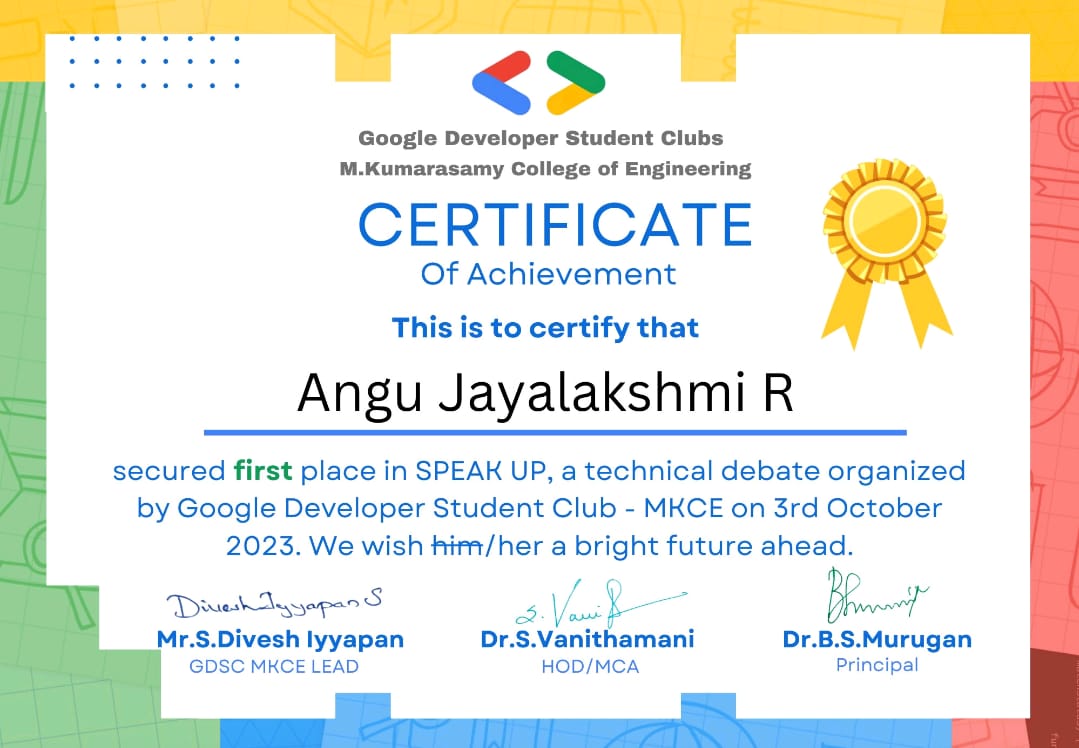 Google Developer Student Clubs
M.Kumarasamy College of Engineering
CERTIFICATE
Of Achievement
This is to certify that
Angu Jayalakshmi R
secured first place in SPEAK UP, a technical debate organized
by Google Developer Student Club - MKCE on 3rd October
2023. We wish him/her a bright future ahead.
Divesh Iyyapan S
S. Vani
Mr.S.Divesh Iyyapan
Dr.S.Vanithamani
Dr.B.S.Murugan
GDSC MKCE LEAD
HOD/MCA
Principal